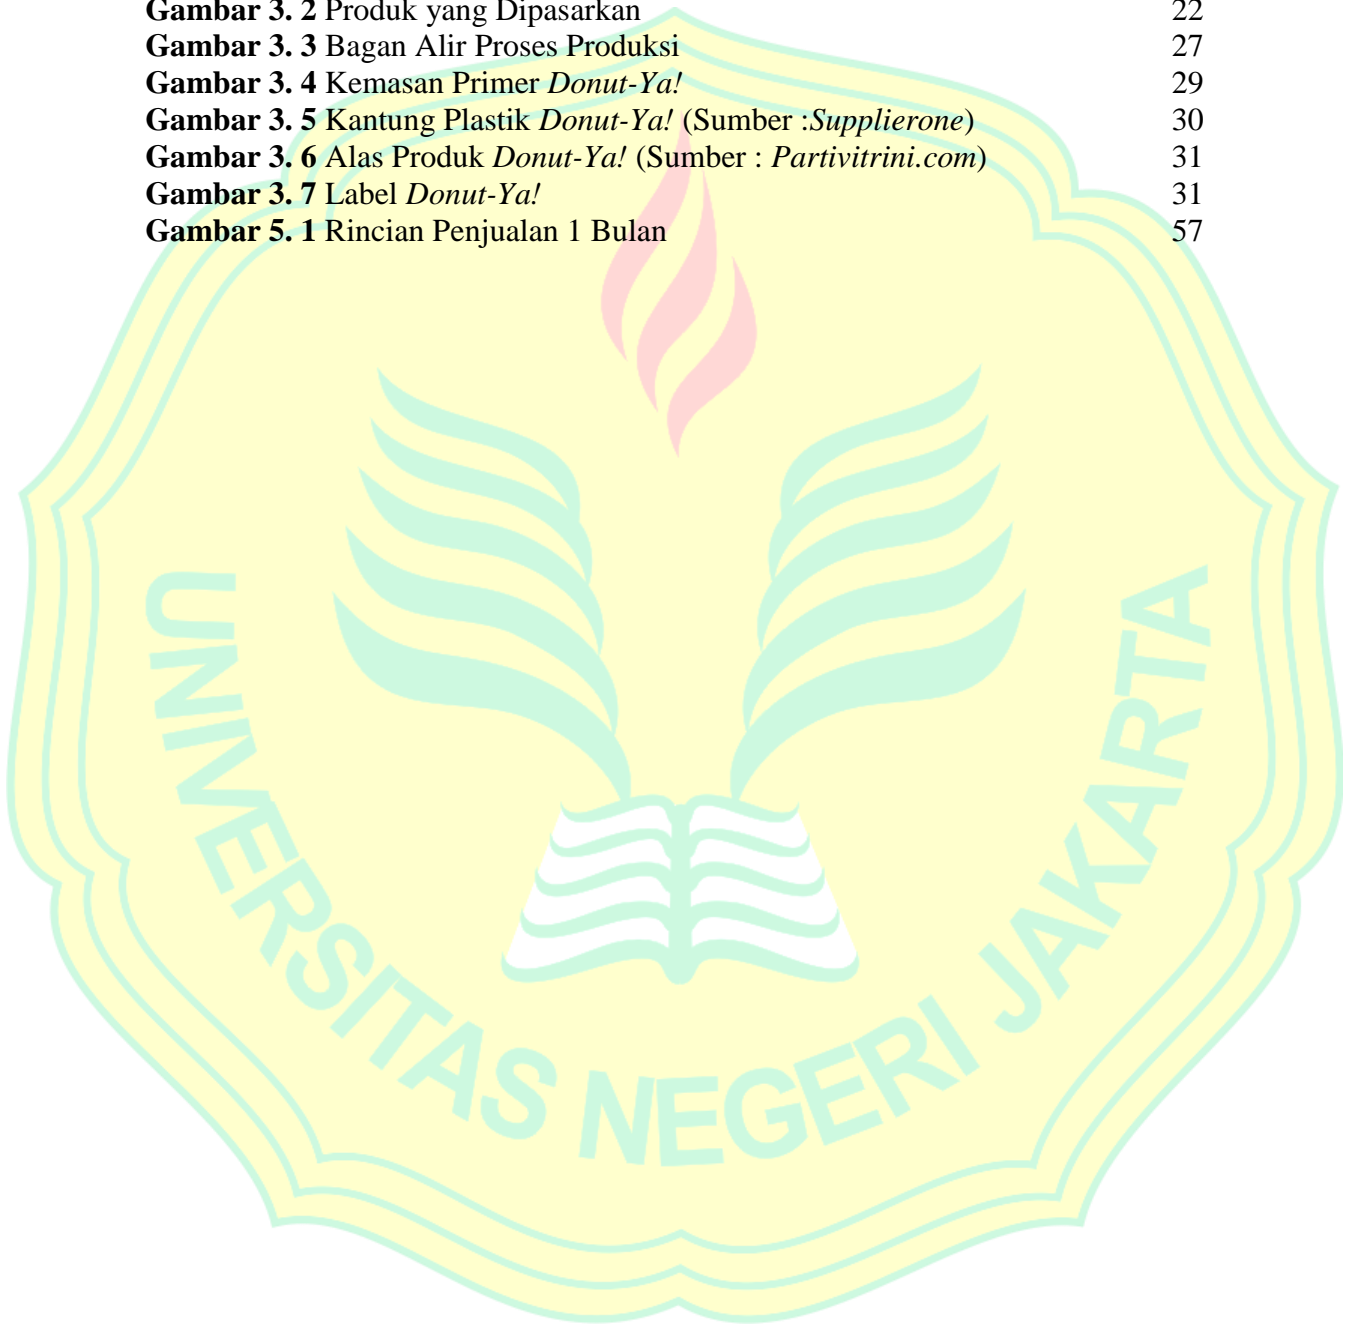 Gambar 3. 2 Produk yang Dipasarkan 22
Gambar 3. 3 Bagan Alir Proses Produksi 27
Gambar 3. 4 Kemasan Primer Donut-Ya! 29
Gambar 3. 5 Kantung Plastik Donut-Ya! (Sumber :Supplierone) 30
Gambar 3. 6 Alas Produk Donut-Ya! (Sumber : Partivitrini.com) 31
Gambar 3. 7 Label Donut-Ya! 31
Gambar 5. 1 Rincian Penjualan 1 Bulan 57
UNIVERSITAS NEGERI JAKARTA